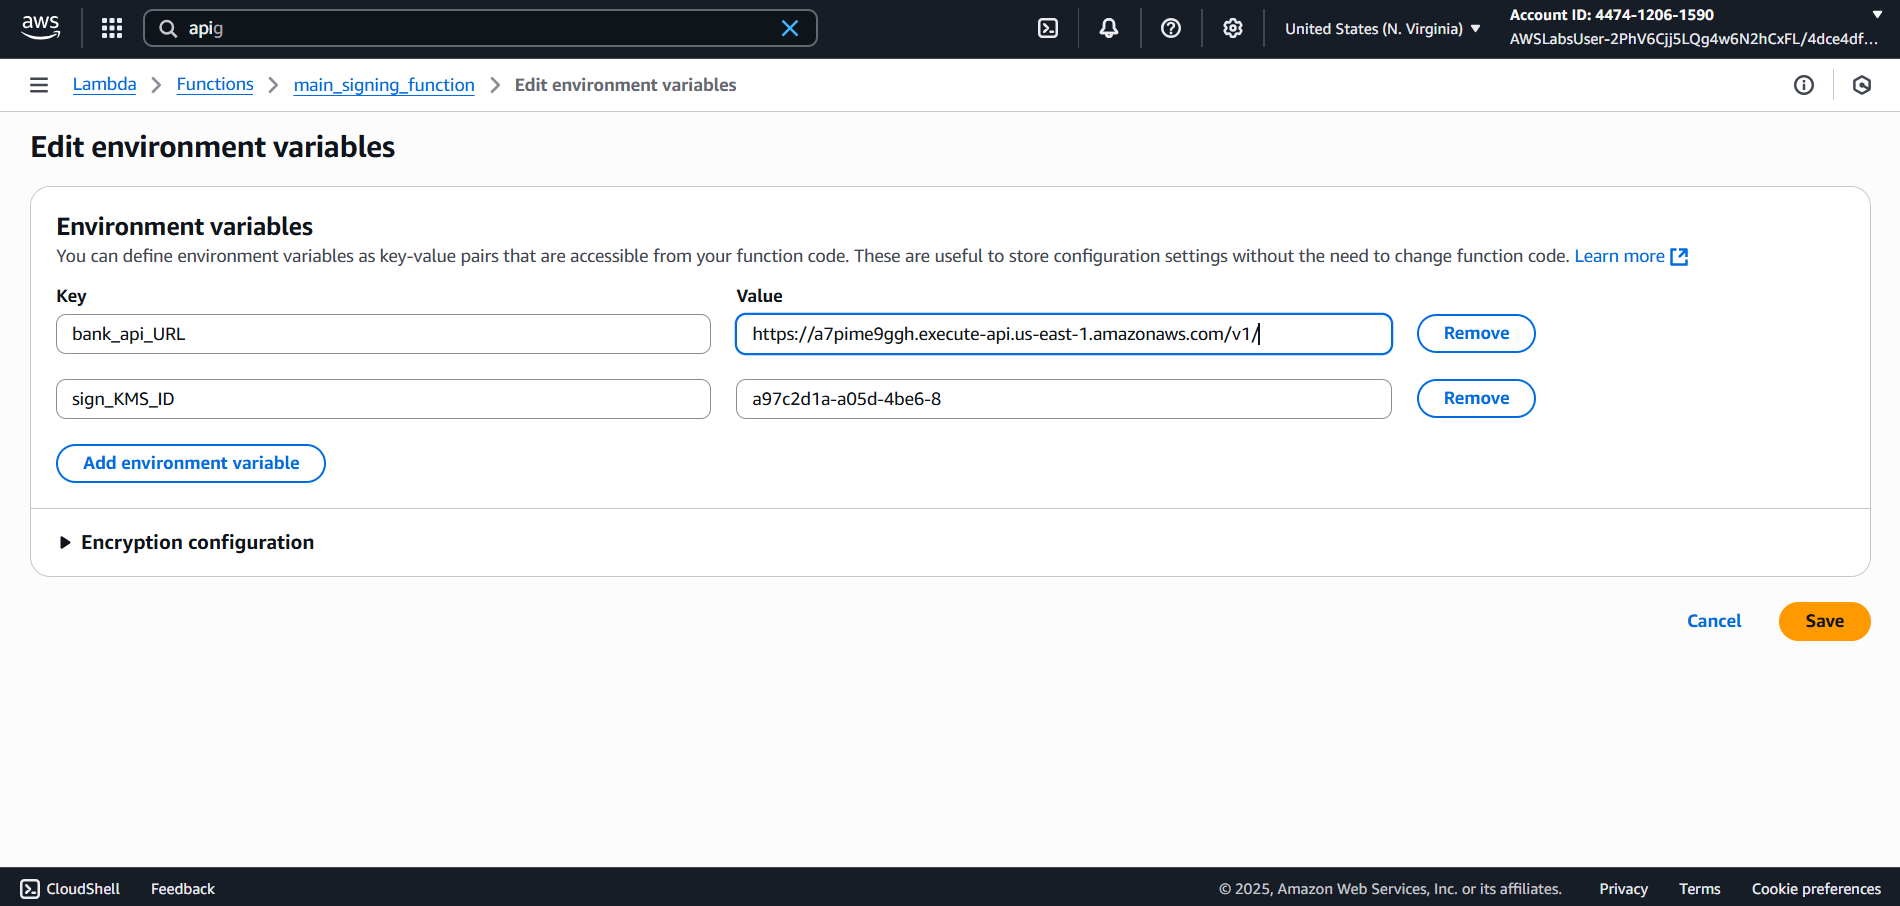 aws
apig
United States (N. Virginia)
Account ID: 4474-1206-1590
AWSLabsUser-2PhV6Cjj5LQg4w6N2hCxFL/4dce4df...
Lambda
Functions
main_signing_function
Edit environment variables
Edit environment variables
Environment variables
You can define environment variables as key-value pairs that are accessible from your function code. These are useful to store configuration settings without the need to change function code. Learn more
Key
Value
bank_api_URL
https://a7pime9ggh.execute-api.us-east-1.amazonaws.com/v1/
Remove
sign_KMS_ID
a97c2d1a-a05d-4be6-8
Remove
Add environment variable
Encryption configuration
Cancel
Save
CloudShell
Feedback
© 2025, Amazon Web Services, Inc. or its affiliates.
Privacy
Terms
Cookie preferences